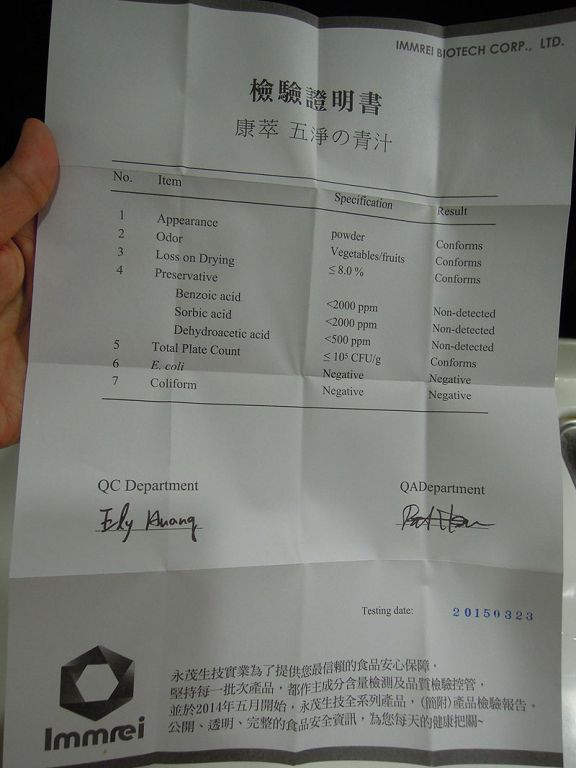 IMMREI BIOTECH CORP., LTD.
檢驗證明書
康萃 五淨の青汁
No. Item Specification Result
1 Appearance powder Conforms
2 Odor Vegetables/fruits Conforms
3 Loss on Drying ≤ 8.0 % Conforms
4 Preservative
Benzoic acid <2000 ppm Non-detected
Sorbic acid <2000 ppm Non-detected
Dehydroacetic acid <500 ppm Non-detected
5 Total Plate Count ≤ 10⁵ CFU/g Conforms
6 E. coli Negative Negative
7 Coliform Negative Negative
QC Department QADepartment
Ely Huang
Testing date: 20150323
永茂生技實業為了提供您最信賴的食品安心保障，
堅持每一批次產品，都作主成分含量檢測及品質檢驗控管，
並於2014年五月開始，永茂生技全系列產品，(簡附)產品檢驗報告。
公開、透明、完整的食品安全資訊，為您每天的健康把關~
Immrei